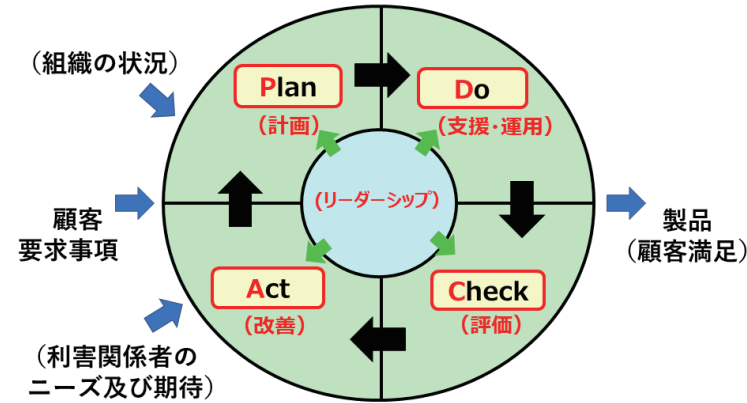 (組織の状況)
Plan
(計画)
Do
(支援・運用)
(リーダーシップ)
顧客
要求事項
製品
(顧客満足)
Act
(改善)
Check
(評価)
(利害関係者の
ニーズ及び期待)